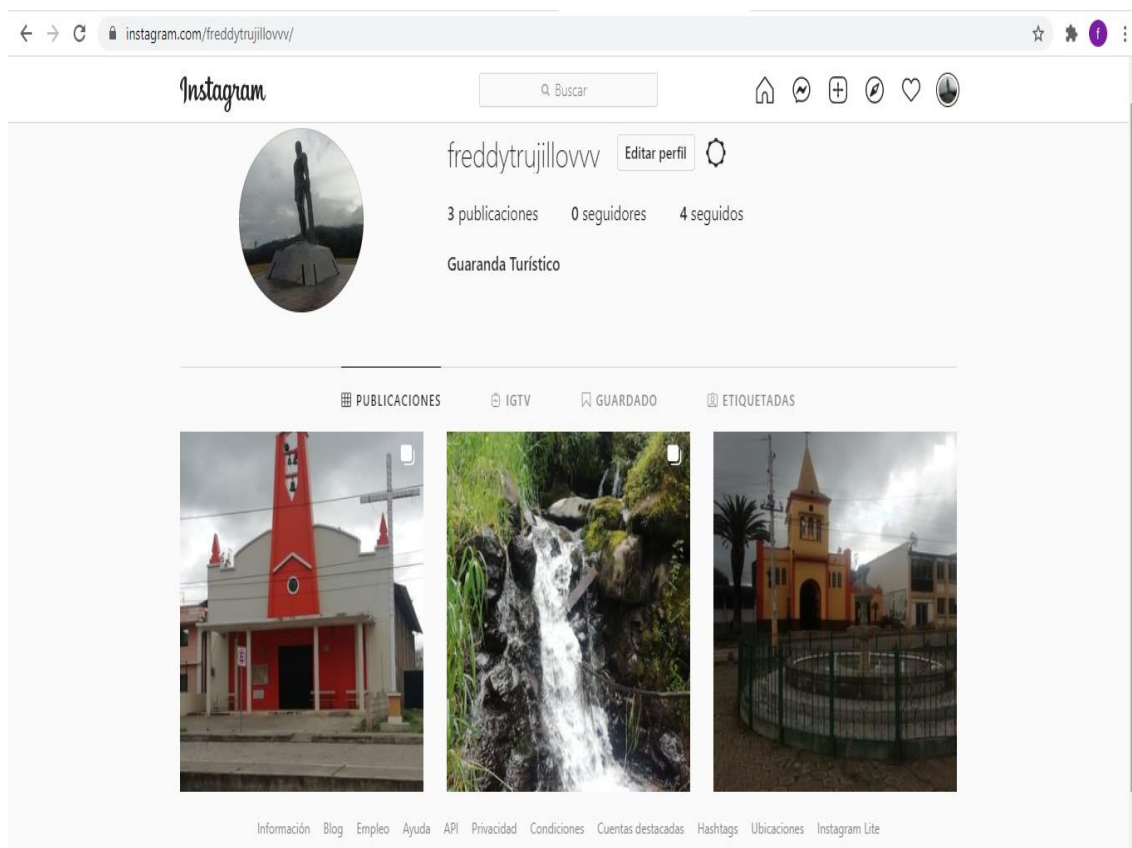 instagram.com/freddytrujillovvv/
f
Instagram
Buscar
freddytrujillovvv Editar perfil
3 publicaciones 0 seguidores 4 seguidos
Guaranda Turístico
PUBLICACIONES IGTV GUARDADO ETIQUETADAS
Información Blog Empleo Ayuda API Privacidad Condiciones Cuentas destacadas Hashtags Ubicaciones Instagram Lite